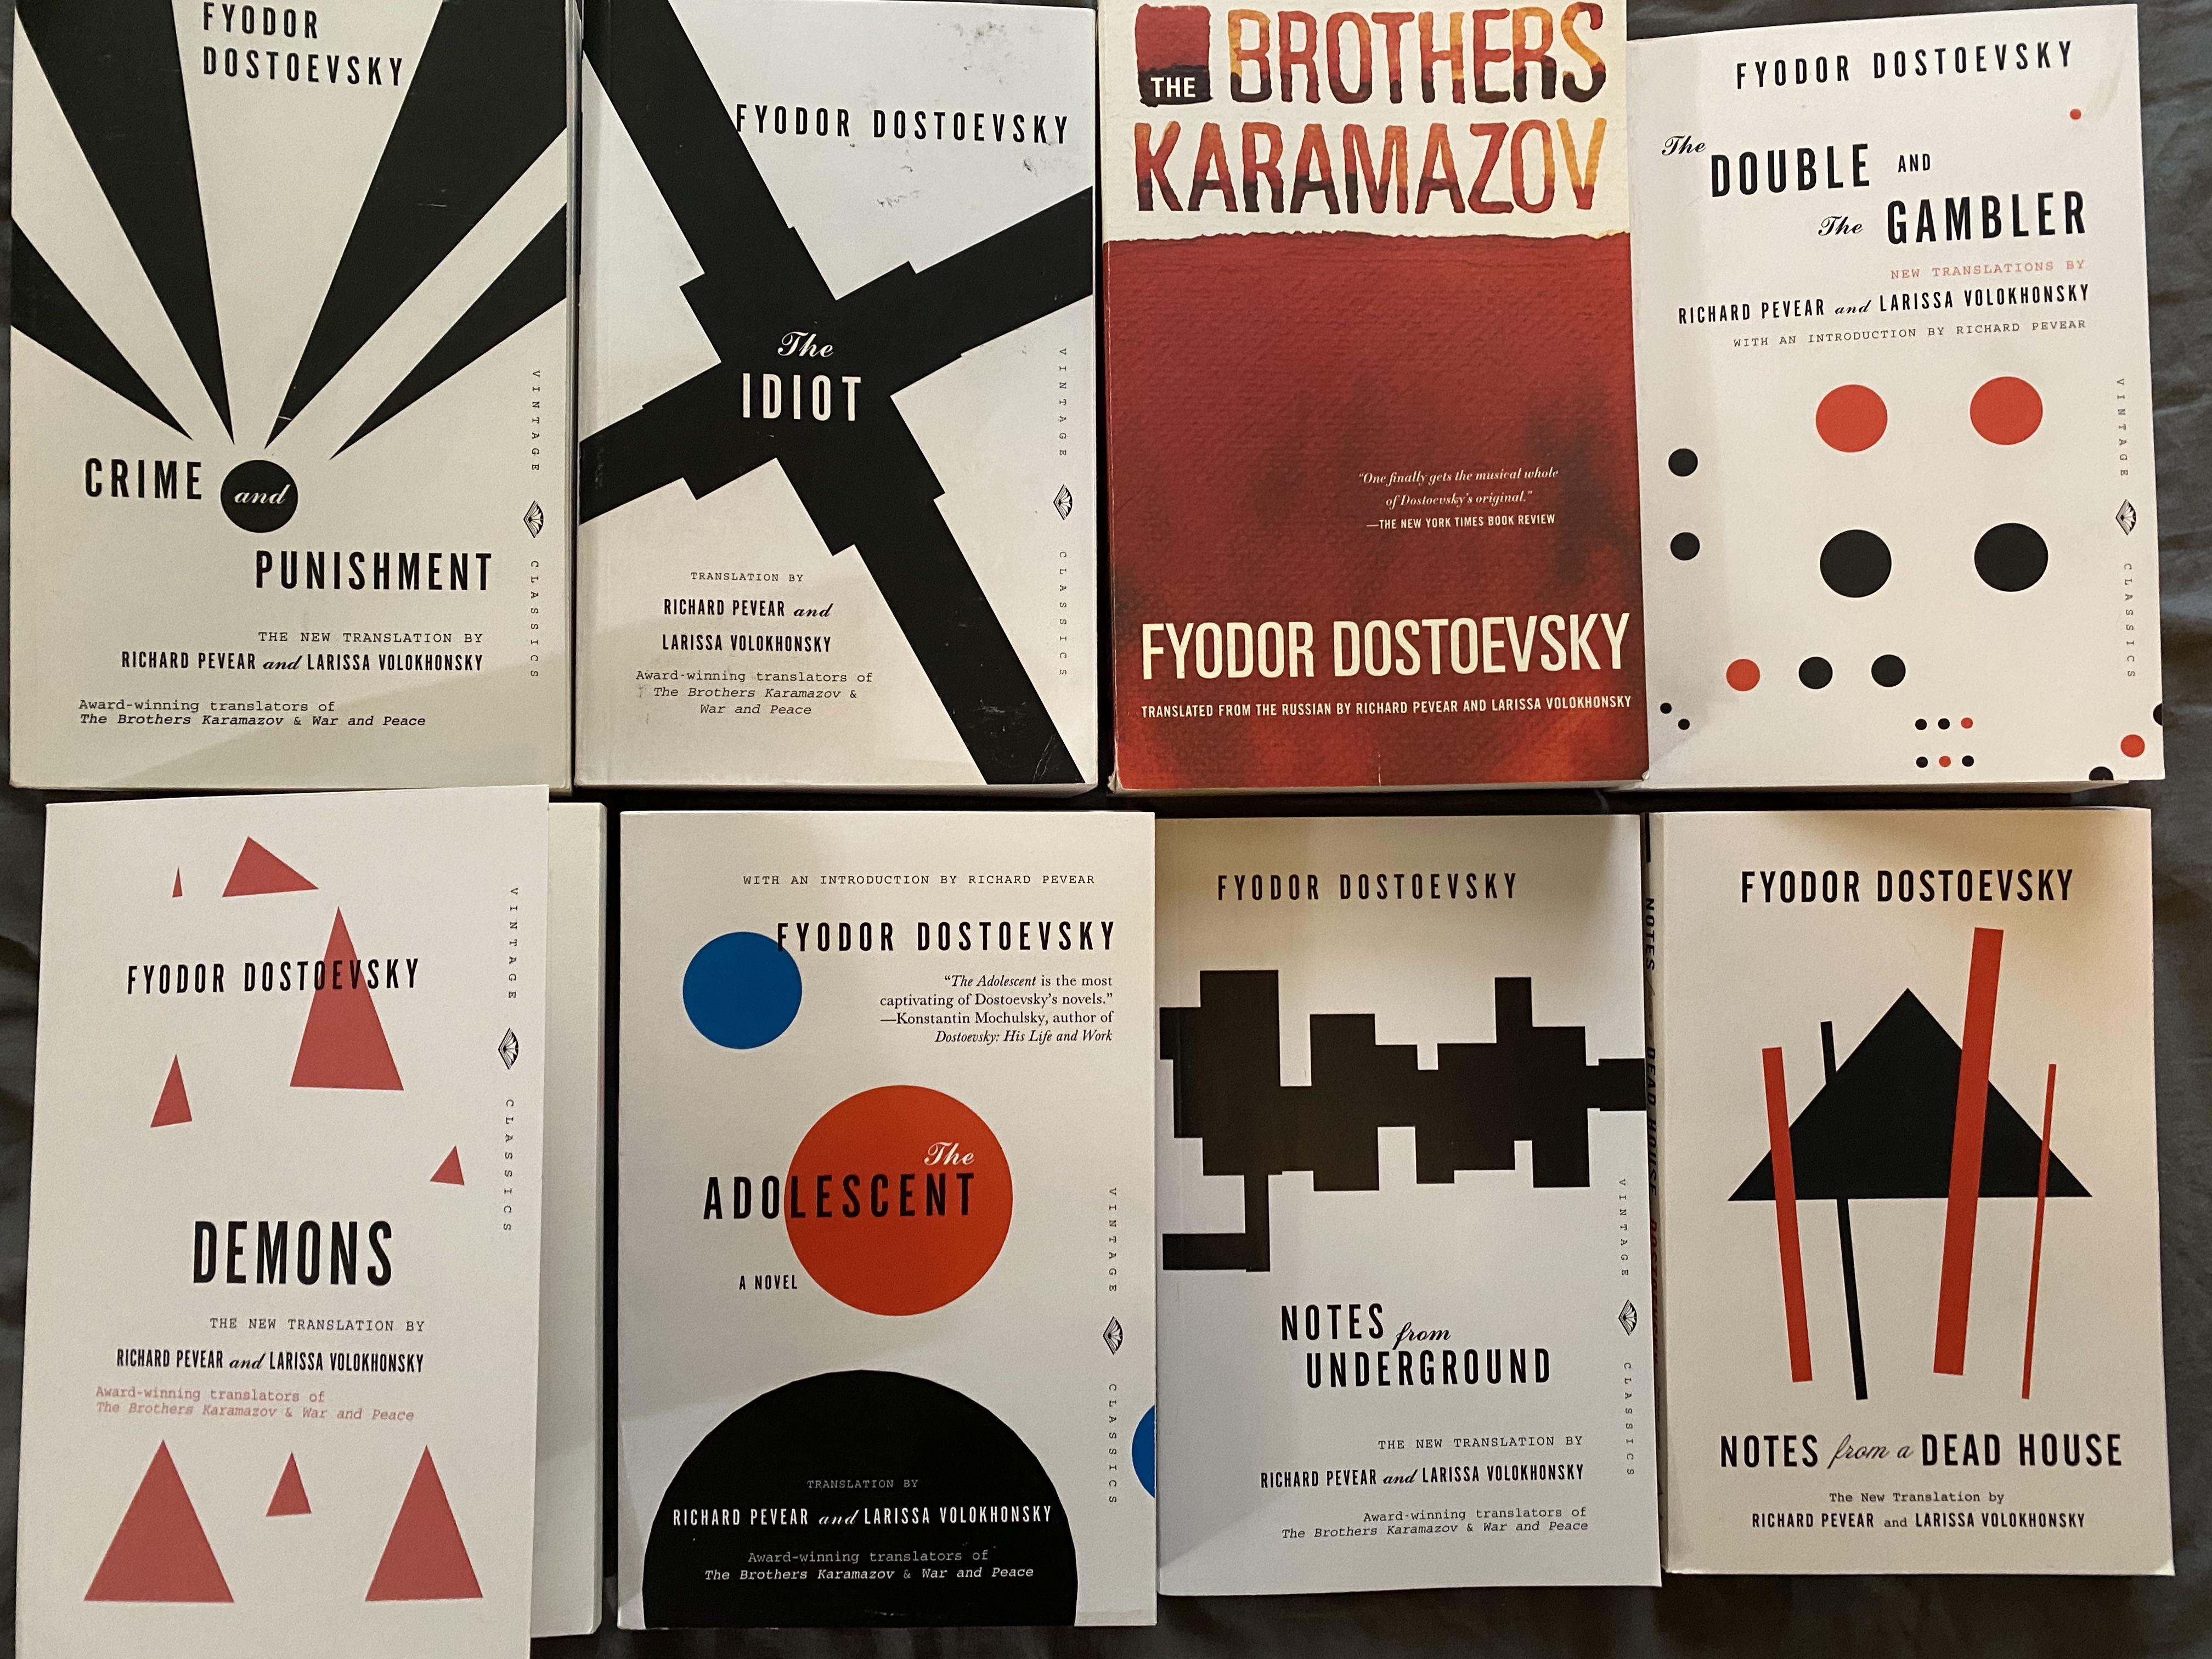 FYODOR
DOSTOEVSKY
CRIME and
PUNISHMENT
THE NEW TRANSLATION BY
RICHARD PEVEAR and LARISSA VOLOKHONSKY
Award-winning translators of
The Brothers Karamazov & War and Peace
VINTAGE CLASSICS
FYODOR DOSTOEVSKY
The
IDIOT
TRANSLATION BY
RICHARD PEVEAR and
LARISSA VOLOKHONSKY
Award-winning translators of
The Brothers Karamazov &
War and Peace
VINTAGE CLASSICS
THE BROTHERS
KARAMAZOV
"One finally gets the musical whole
of Dostoevsky's original."
—THE NEW YORK TIMES BOOK REVIEW
FYODOR DOSTOEVSKY
TRANSLATED FROM THE RUSSIAN BY RICHARD PEVEAR AND LARISSA VOLOKHONSKY
FYODOR DOSTOEVSKY
The DOUBLE AND
The GAMBLER
NEW TRANSLATIONS BY
RICHARD PEVEAR and LARISSA VOLOKHONSKY
WITH AN INTRODUCTION BY RICHARD PEVEAR
VINTAGE CLASSICS
FYODOR DOSTOEVSKY
DEMONS
THE NEW TRANSLATION BY
RICHARD PEVEAR and LARISSA VOLOKHONSKY
Award-winning translators of
The Brothers Karamazov & War and Peace
VINTAGE CLASSICS
WITH AN INTRODUCTION BY RICHARD PEVEAR
FYODOR DOSTOEVSKY
"The Adolescent is the most
captivating of Dostoevsky's novels."
—Konstantin Mochulsky, author of
Dostoevsky: His Life and Work
The
ADOLESCENT
A NOVEL
TRANSLATION BY
RICHARD PEVEAR and LARISSA VOLOKHONSKY
Award-winning translators of
The Brothers Karamazov & War and Peace
VINTAGE CLASSICS
FYODOR DOSTOEVSKY
NOTES from
UNDERGROUND
THE NEW TRANSLATION BY
RICHARD PEVEAR and LARISSA VOLOKHONSKY
Award-winning translators of
The Brothers Karamazov & War and Peace
VINTAGE CLASSICS
NOTES DEAD HOUSE DOSTOEVSKY
FYODOR DOSTOEVSKY
NOTES from a DEAD HOUSE
The New Translation by
RICHARD PEVEAR and LARISSA VOLOKHONSKY